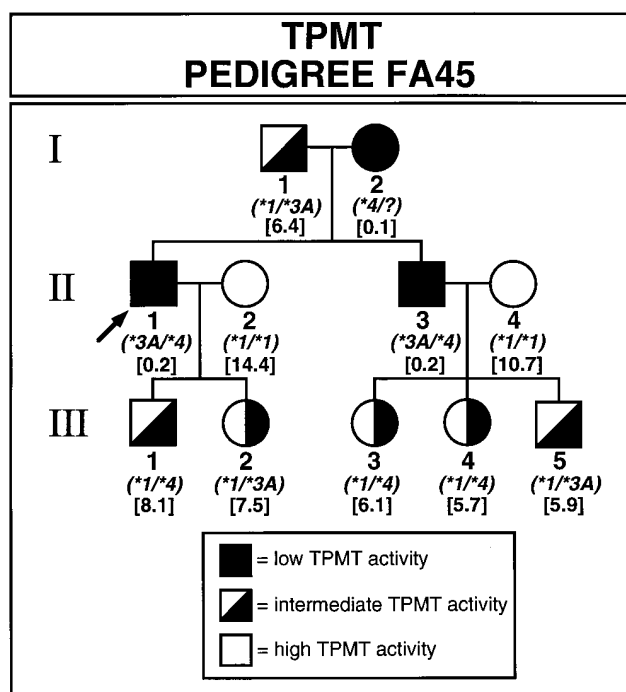 TPMT
PEDIGREE FA45
I
1 2
(*1/*3A) (*4/?)
[6.4] [0.1]
II
1 2 3 4
(*3A/*4) (*1/*1) (*3A/*4) (*1/*1)
[0.2] [14.4] [0.2] [10.7]
III
1 2 3 4 5
(*1/*4) (*1/*3A) (*1/*4) (*1/*4) (*1/*3A)
[8.1] [7.5] [6.1] [5.7] [5.9]
= low TPMT activity
= intermediate TPMT activity
= high TPMT activity